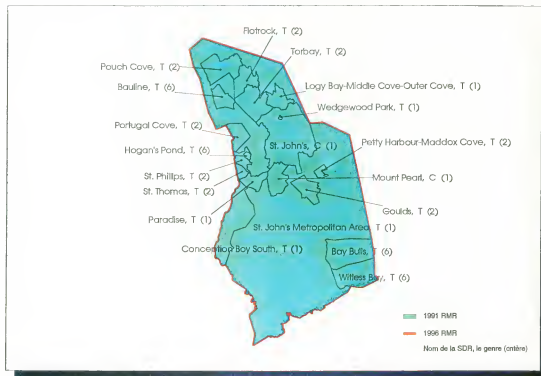 Flatrock, T (2)
Torbay, T (2)
Pouch Cove, T (2)
Bauline, T (6)
Logy Bay-Middle Cove-Outer Cove, T (1)
Wedgewood Park, T (1)
Portugal Cove, T (2)
Petty Harbour-Maddox Cove, T (2)
St. John's, C (1)
Hogan's Pond, T (6)
St. Phillips, T (2)
Mount Pearl, C (1)
St. Thomas, T (2)
Goulds, T (2)
Paradise, T (1)
St. John's Metropolitan Area, T (1)
Conception Bay South, T (1)
Bay Bulls, T (6)
Witless Bay, T (6)
1991 RMR
1996 RMR
Nom de la SDR, le genre (critère)